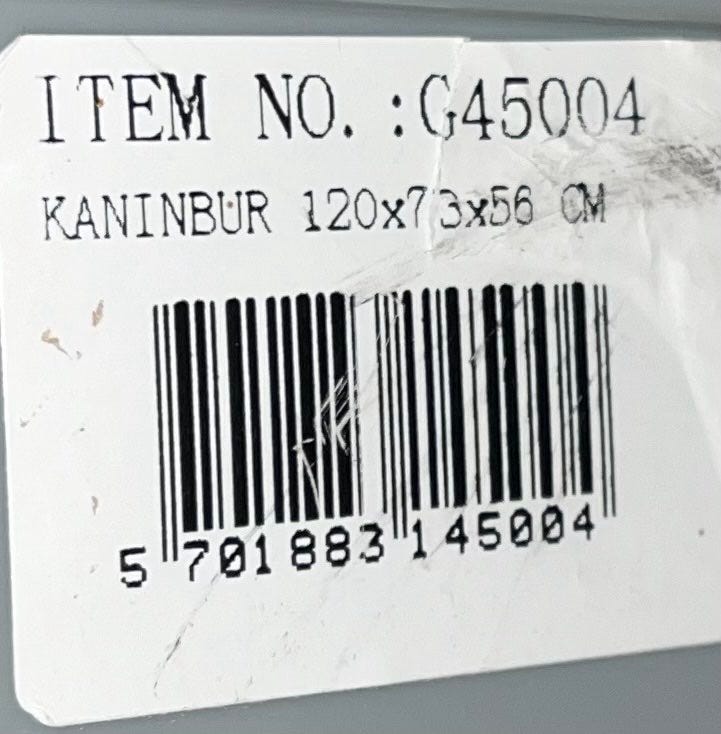 ITEM NO.:G45004
KANINBUR 120x73x56 CM
5 701883 145004